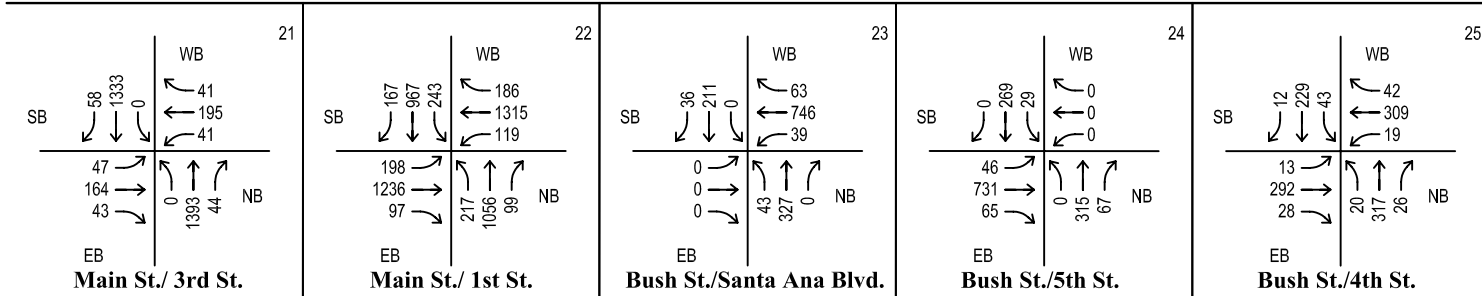 21
WB
SB
58 1333 0
41
195
41
47
164
43
0 1393 44
NB
EB
Main St./ 3rd St.
22
WB
SB
167 967 243
186
1315
119
198
1236
97
217 1056 99
NB
EB
Main St./ 1st St.
23
WB
SB
36 211 0
63
746
39
0
0
0
43 327 0
NB
EB
Bush St./Santa Ana Blvd.
24
WB
SB
0 269 29
0
0
0
46
731
65
0 315 67
NB
EB
Bush St./5th St.
25
WB
SB
12 229 43
42
309
19
13
292
28
20 317 26
NB
EB
Bush St./4th St.